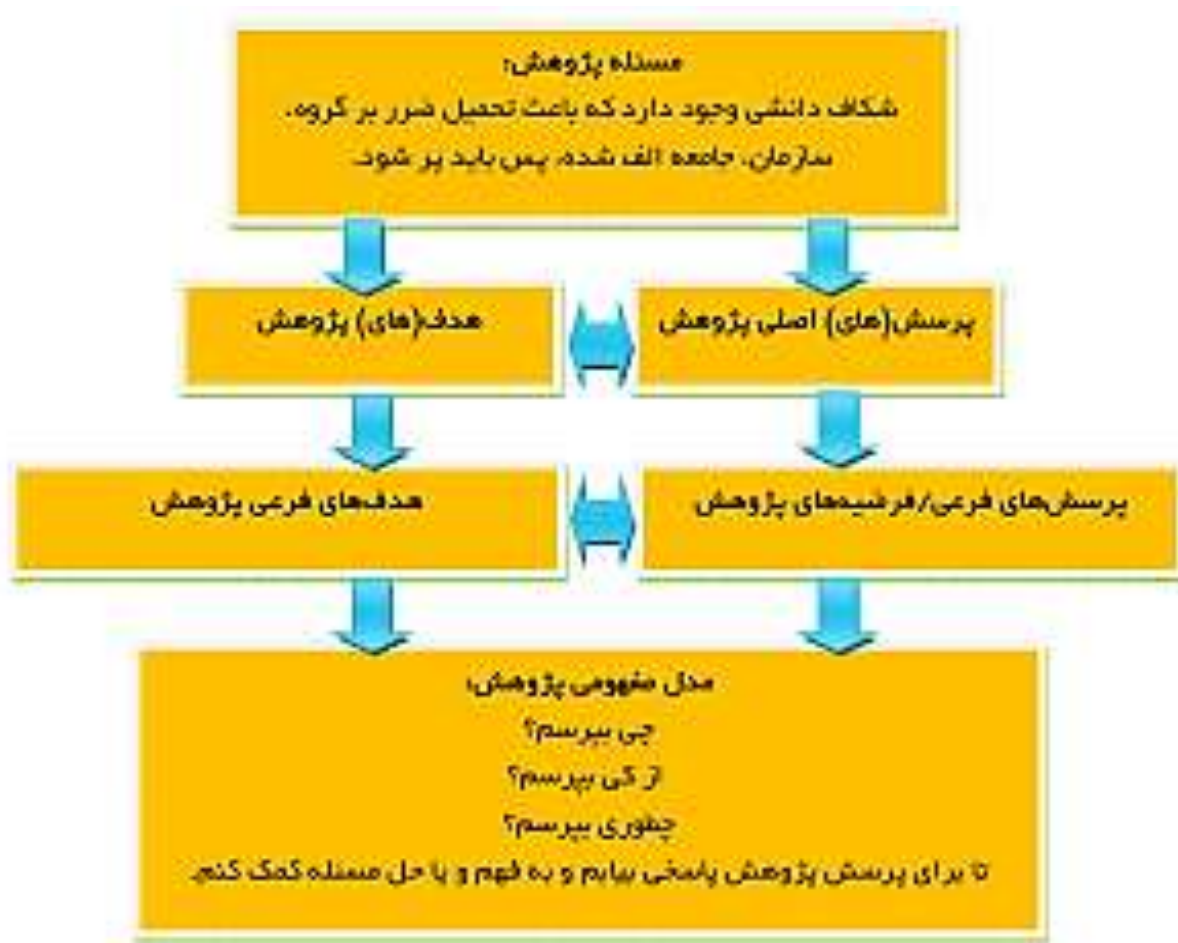 مسئله پژوهش:
شکاف دانشی وجود دارد که باعث تحمیل ضرر بر گروه،
سازمان، جامعه الف شده، پس باید پر شود.
پرسش(های) اصلی پژوهش
هدف(های) پژوهش
پرسش‌های فرعی/فرضیه‌های پژوهش
هدف‌های فرعی پژوهش
مدل مفهومی پژوهش:
چی بپرسم؟
از کی بپرسم؟
چطوری بپرسم؟
تا برای پرسش پژوهش پاسخی بیابم و به فهم و یا حل مسئله کمک کنم.